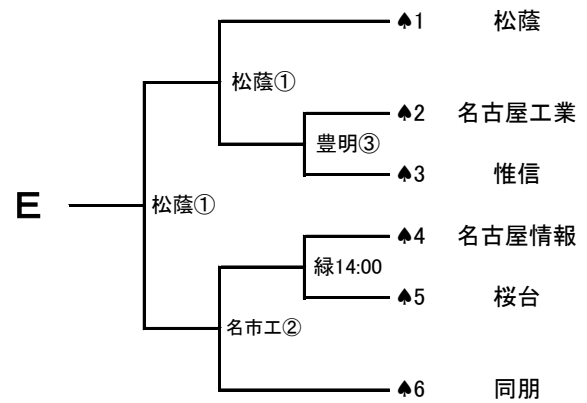 ♠1 松蔭
松蔭①
♠2 名古屋工業
豊明③
♠3 惟信
E
松蔭①
♠4 名古屋情報
緑14:00
♠5 桜台
名市工②
♠6 同朋